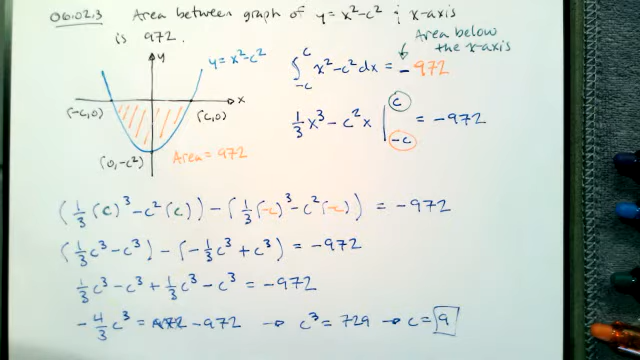 06.02.3 Area between graph of y = x² - c² & x-axis
is 972.
y
y = x² - c²
x
(-c,0)
(c,0)
(0,-c²)
Area = 972
Area below
the x-axis
∫_{-c}^{c} x² - c² dx = - 972
1/3 x³ - c² x |_{-c}^{c} = -972
(1/3 (c)³ - c² (c)) - (1/3 (-c)³ - c² (-c)) = -972
(1/3 c³ - c³) - (-1/3 c³ + c³) = -972
1/3 c³ - c³ + 1/3 c³ - c³ = -972
-4/3 c³ = -972 → c³ = 729 → c = 9